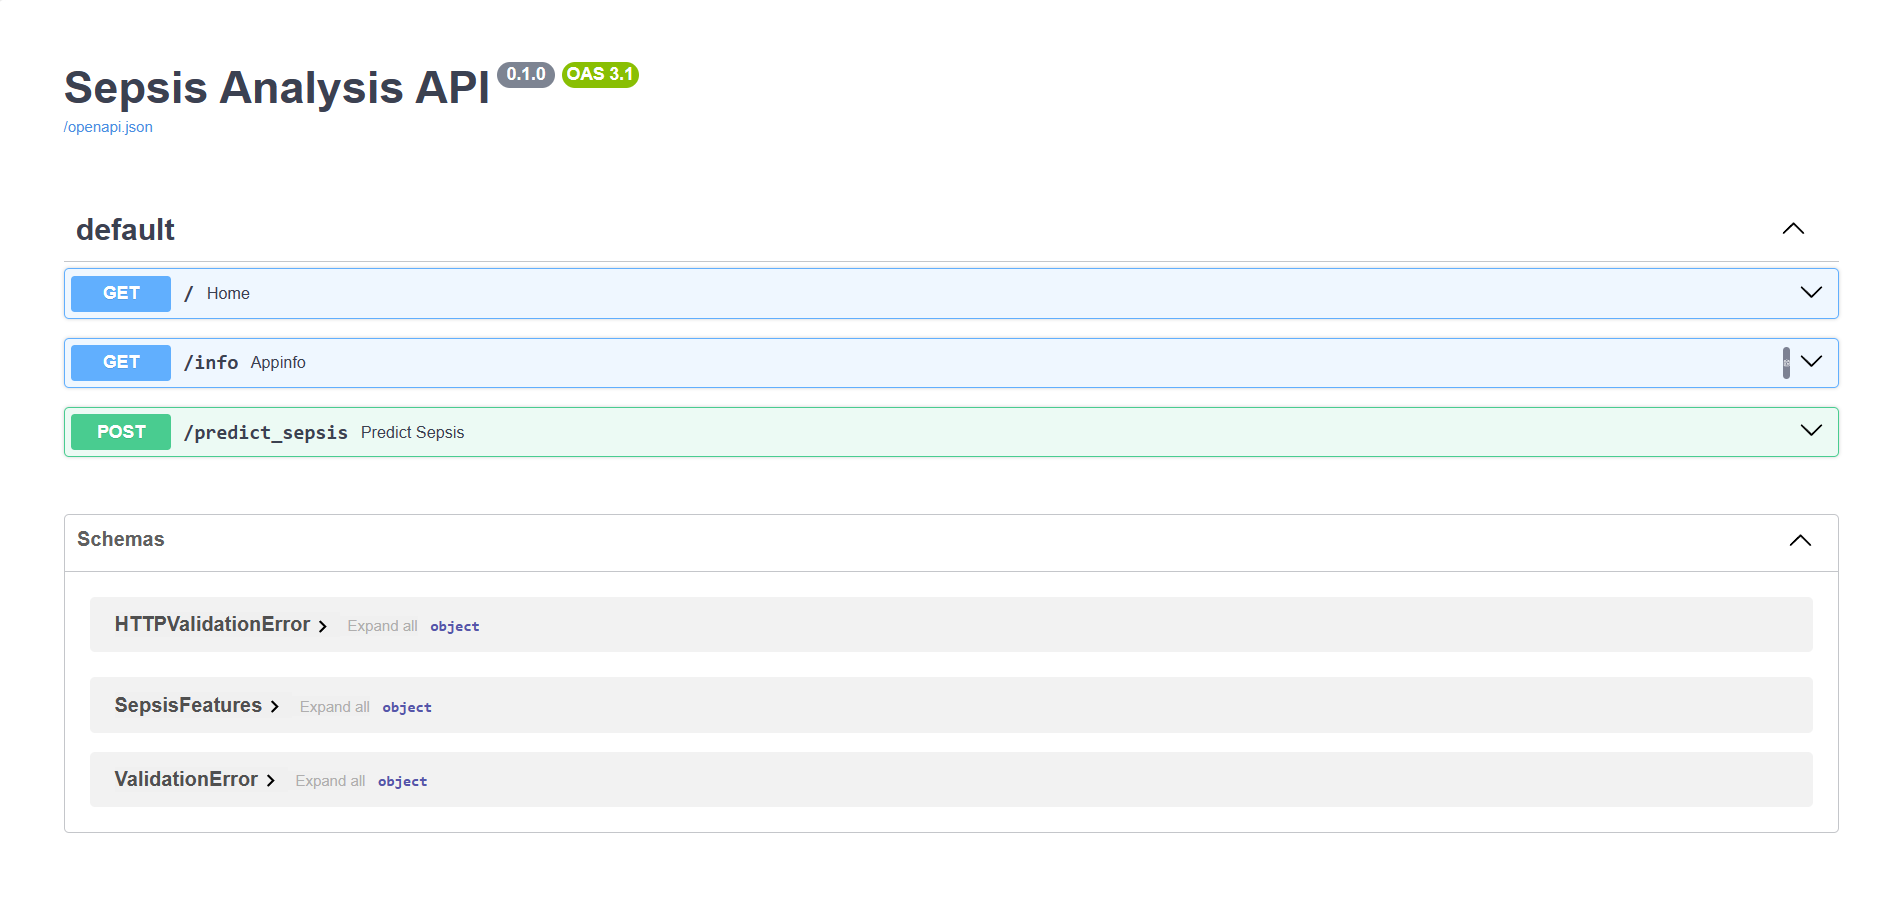 Sepsis Analysis API 0.1.0 OAS 3.1
/openapi.json
default
GET / Home
GET /info Appinfo
POST /predict_sepsis Predict Sepsis
Schemas
HTTPValidationError Expand all object
SepsisFeatures Expand all object
ValidationError Expand all object